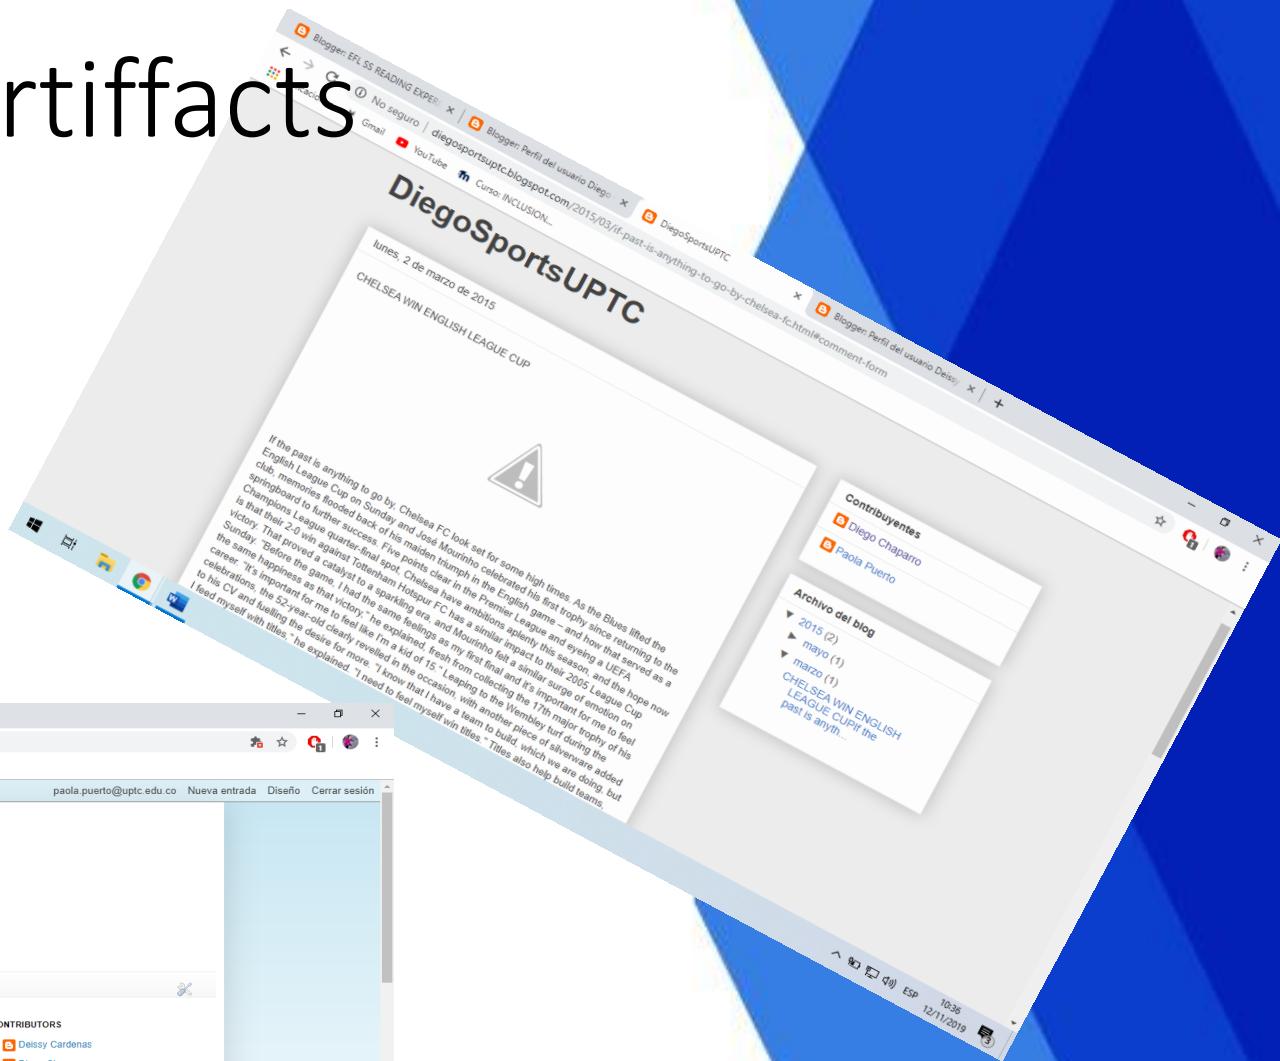 rtiffacts
Blogger: EFL SS READING EXPER
Blogger: Perfil del usuario Diego
DiegoSportsUPTC
Blogger: Perfil del usuario Deissy
No seguro | diegosportsuptc.blogspot.com/2015/03/if-past-is-anything-to-go-by-chelsea-fc.html#comment-form
Gmail YouTube Curso: INCLUSION...
DiegoSportsUPTC
lunes, 2 de marzo de 2015
CHELSEA WIN ENGLISH LEAGUE CUP
If the past is anything to go by, Chelsea FC look set for some high times. As the Blues lifted the
English League Cup on Sunday and José Mourinho celebrated his first trophy since returning to the
club, memories flooded back of his maiden triumph in the English game – and how that served as a
springboard to further success. Five points clear in the Premier League and eyeing a UEFA
Champions League quarter-final spot, Chelsea have ambitions aplenty this season, and the hope now
is that their 2-0 win against Tottenham Hotspur FC has a similar impact to their 2005 League Cup
victory. That proved a catalyst to a sparkling era, and Mourinho felt a similar surge of emotion on
Sunday. "Before the game, I had the same feelings as my first final and it's important for me to feel
the same happiness as that victory." he explained, fresh from collecting the 17th major trophy of his
career. "It's important for me to feel like I'm a kid of 15." Leaping to the Wembley turf during the
celebrations, the 52-year-old clearly revelled in the occasion, with another piece of silverware added
to his CV and fuelling the desire for more. "I know that I have a team to build, which we are doing, but
I feed myself with titles," he explained. "I need to feel myself win titles." Titles also help build teams,
Contribuyentes
Diego Chaparro
Paola Puerto
Archivo del blog
▼ 2015 (2)
► mayo (1)
▼ marzo (1)
CHELSEA WIN ENGLISH
LEAGUE CUPIf the
past is anyth...
ESP
10:36
12/11/2019
3
paola.puerto@uptc.edu.co Nueva entrada Diseño Cerrar sesión
ONTRIBUTORS
Deissy Cardenas